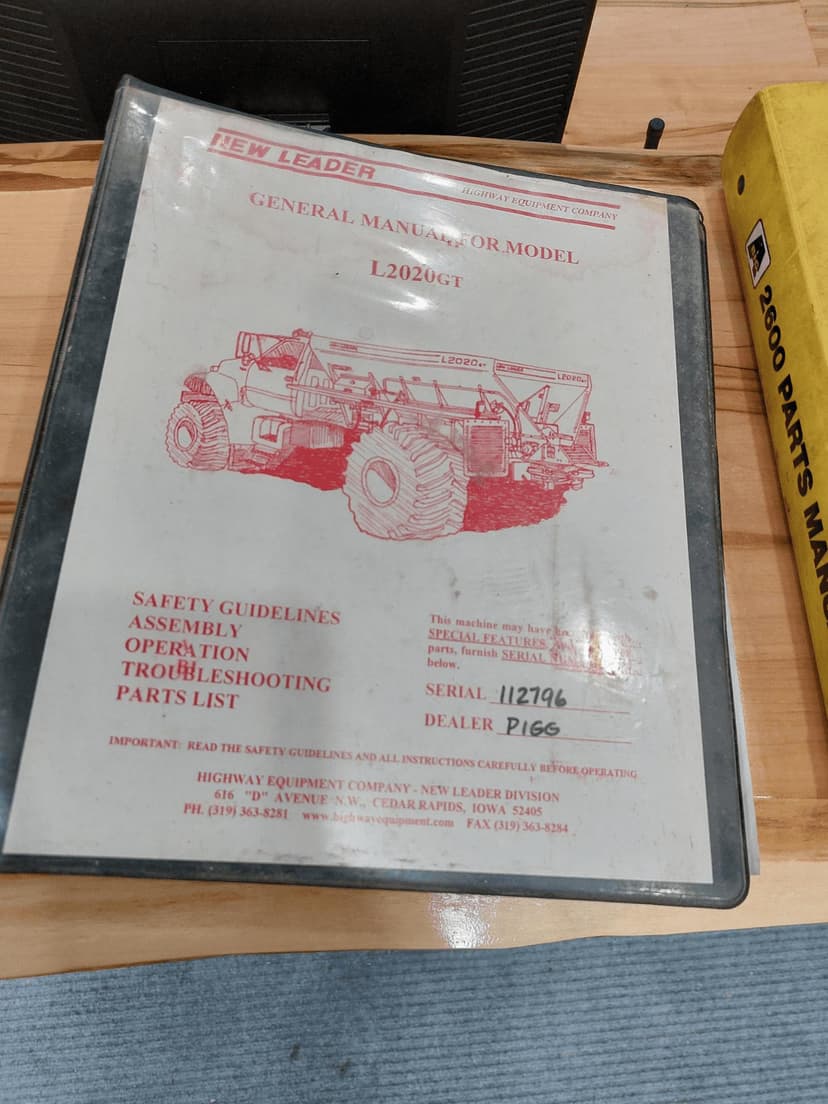 NEW LEADER
HIGHWAY EQUIPMENT COMPANY
GENERAL MANUAL FOR MODEL
L2020GT
L2020GT
L2020GT
SAFETY GUIDELINES
ASSEMBLY
OPERATION
TROUBLESHOOTING
PARTS LIST
This machine may have
SPECIAL FEATURES
parts, furnish SERIAL
below.
SERIAL 112796
DEALER PIGG
IMPORTANT: READ THE SAFETY GUIDELINES AND ALL INSTRUCTIONS CAREFULLY BEFORE OPERATING
HIGHWAY EQUIPMENT COMPANY - NEW LEADER DIVISION
616 "D" AVENUE N.W., CEDAR RAPIDS, IOWA 52405
PH. (319) 363-8281 www.highwayequipment.com FAX (319) 363-8284
2600 PARTS MAN